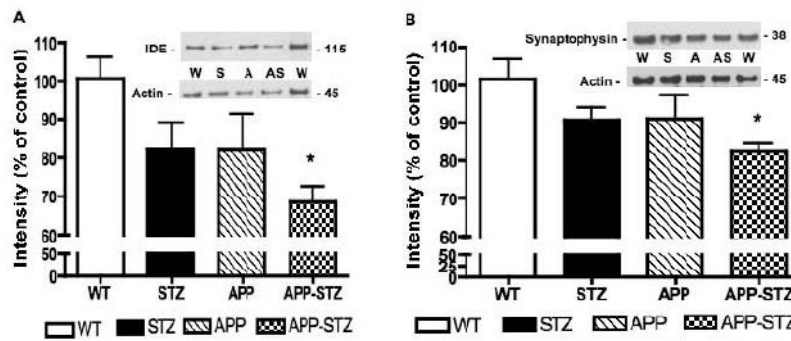 A
IDE - - 115
W S A AS W
Actin - - 45
Intensity (% of control)
110
100
90
80
70
60
50
0
*
WT STZ APP APP-STZ
WT STZ APP APP-STZ
B
Synaptophysin - - 38
W S A AS W
Actin - - 45
Intensity (% of control)
110
100
90
80
70
60
50
25
0
*
WT STZ APP APP-STZ
WT STZ APP APP-STZ